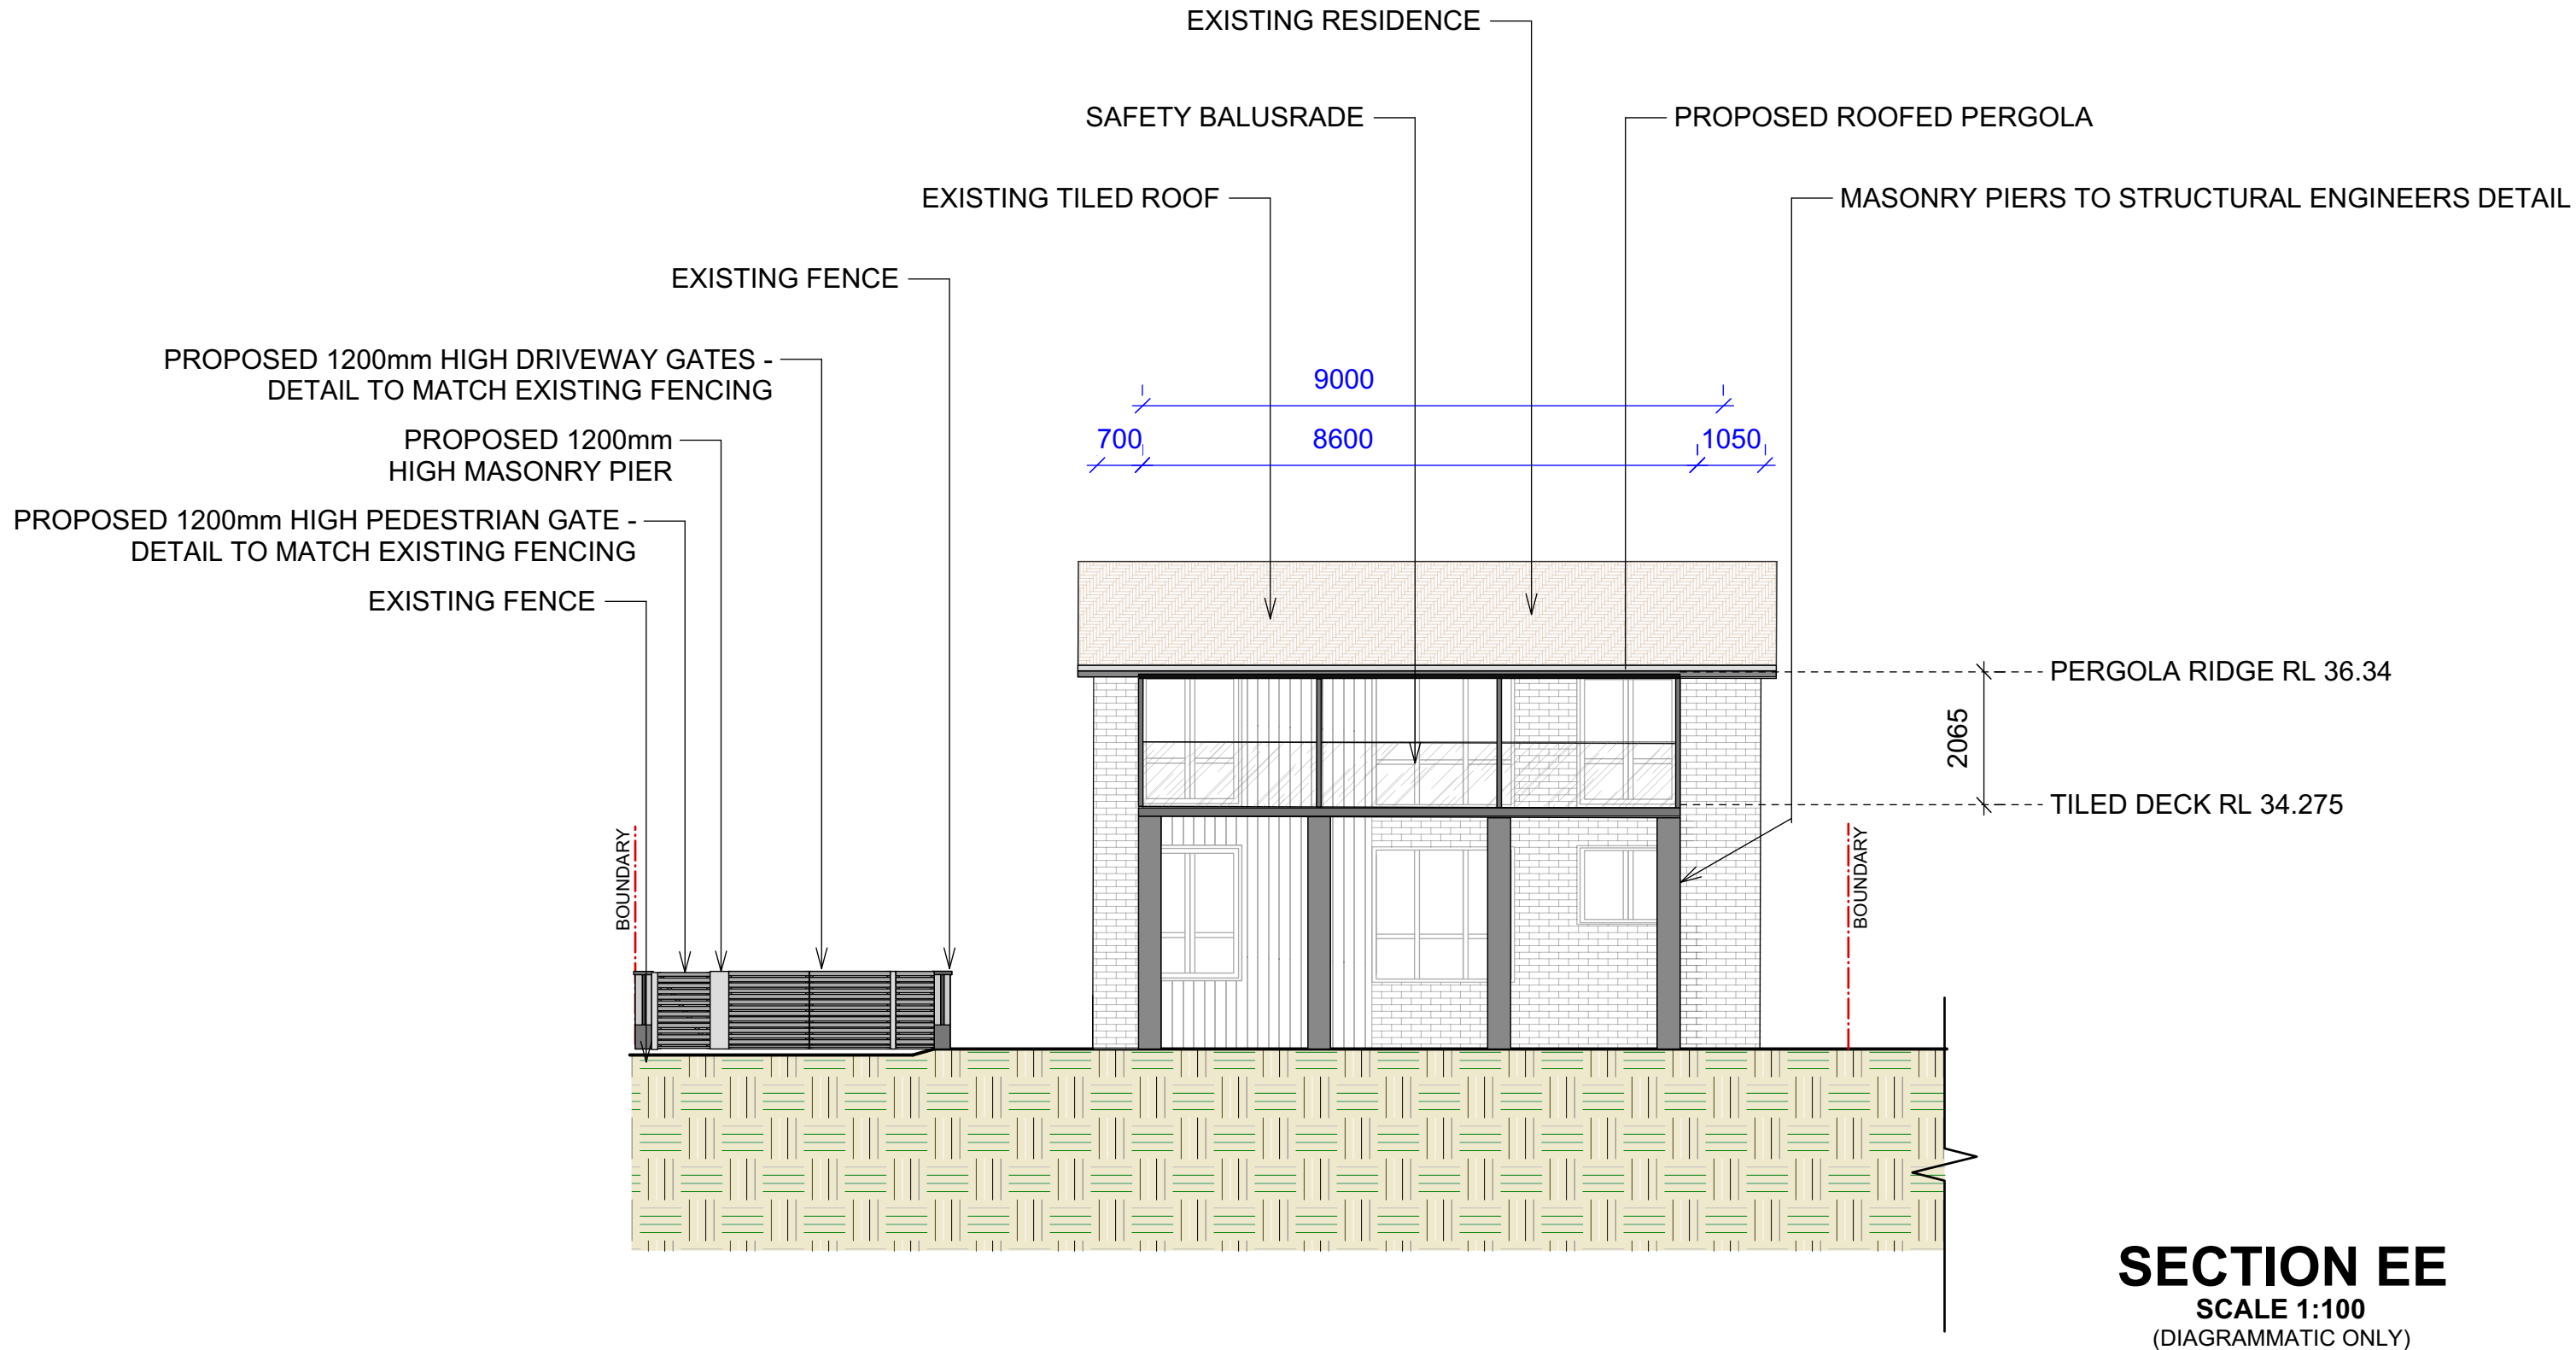 EXISTING RESIDENCE
SAFETY BALUSRADE
PROPOSED ROOFED PERGOLA
EXISTING TILED ROOF
MASONRY PIERS TO STRUCTURAL ENGINEERS DETAIL
EXISTING FENCE
PROPOSED 1200mm HIGH DRIVEWAY GATES -
DETAIL TO MATCH EXISTING FENCING
9000
PROPOSED 1200mm
HIGH MASONRY PIER
700
8600
1050
PROPOSED 1200mm HIGH PEDESTRIAN GATE -
DETAIL TO MATCH EXISTING FENCING
EXISTING FENCE
PERGOLA RIDGE RL 36.34
2065
TILED DECK RL 34.275
BOUNDARY
BOUNDARY
SECTION EE
SCALE 1:100
(DIAGRAMMATIC ONLY)